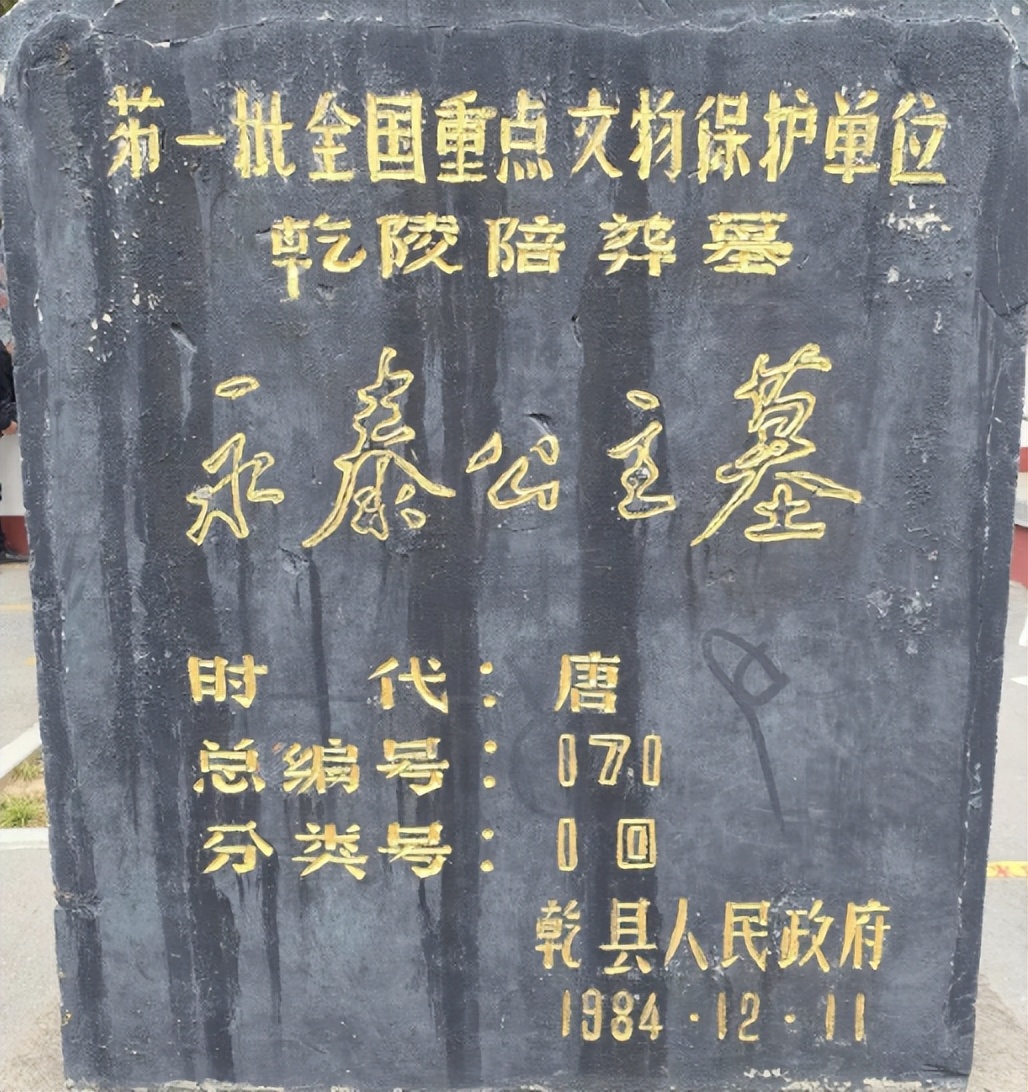 第一批全国重点文物保护单位
乾陵陪葬墓
永泰公主墓
时 代：唐
总编号：171
分类号：10
乾县人民政府
1984·12·11